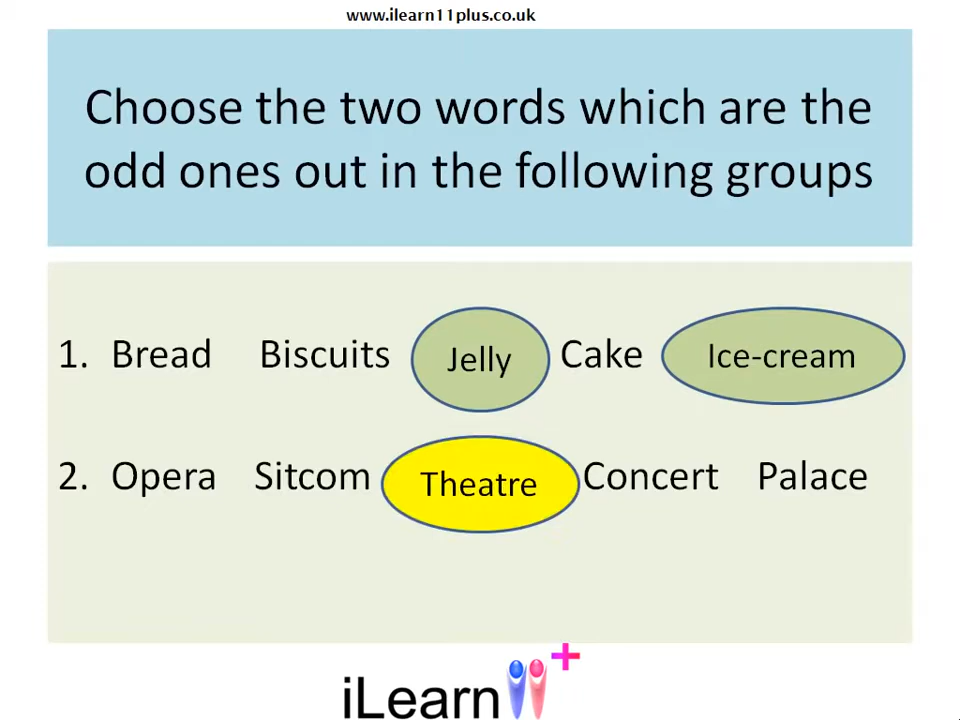 www.ilearn11plus.co.uk
Choose the two words which are the
odd ones out in the following groups
1. Bread Biscuits Jelly Cake Ice-cream
2. Opera Sitcom Theatre Concert Palace
iLearn11+